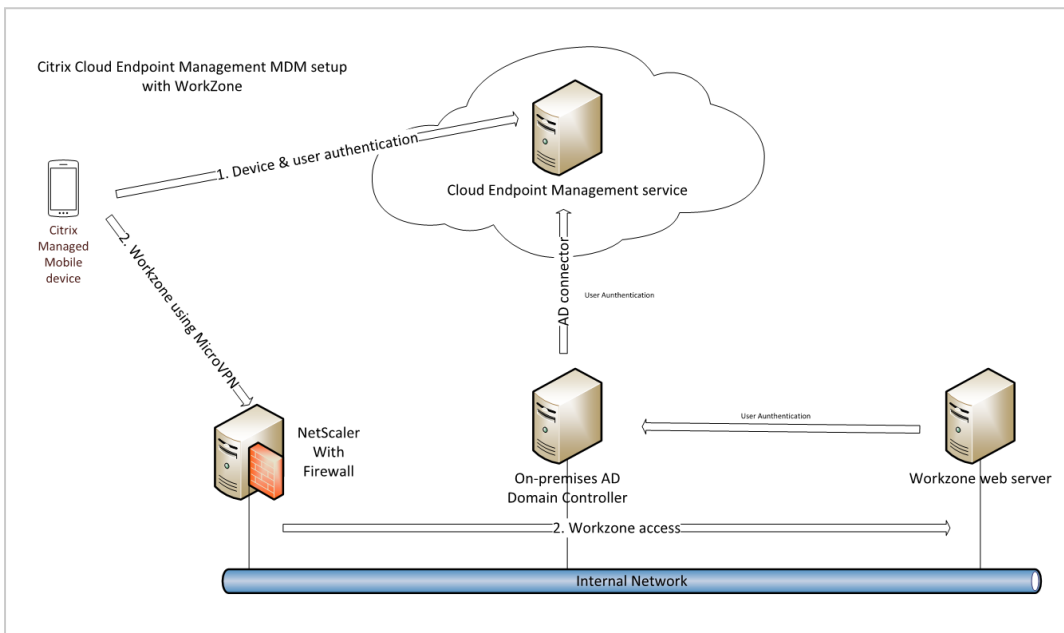 Citrix Cloud Endpoint Management MDM setup
with WorkZone
1. Device & user authentication
Cloud Endpoint Management service
Citrix
Managed
Mobile
device
2. Workzone using MicroVPN
AD connector
User Aunthentication
NetScaler
With
Firewall
User Aunthentication
On-premises AD
Domain Controller
Workzone web server
2. Workzone access
Internal Network